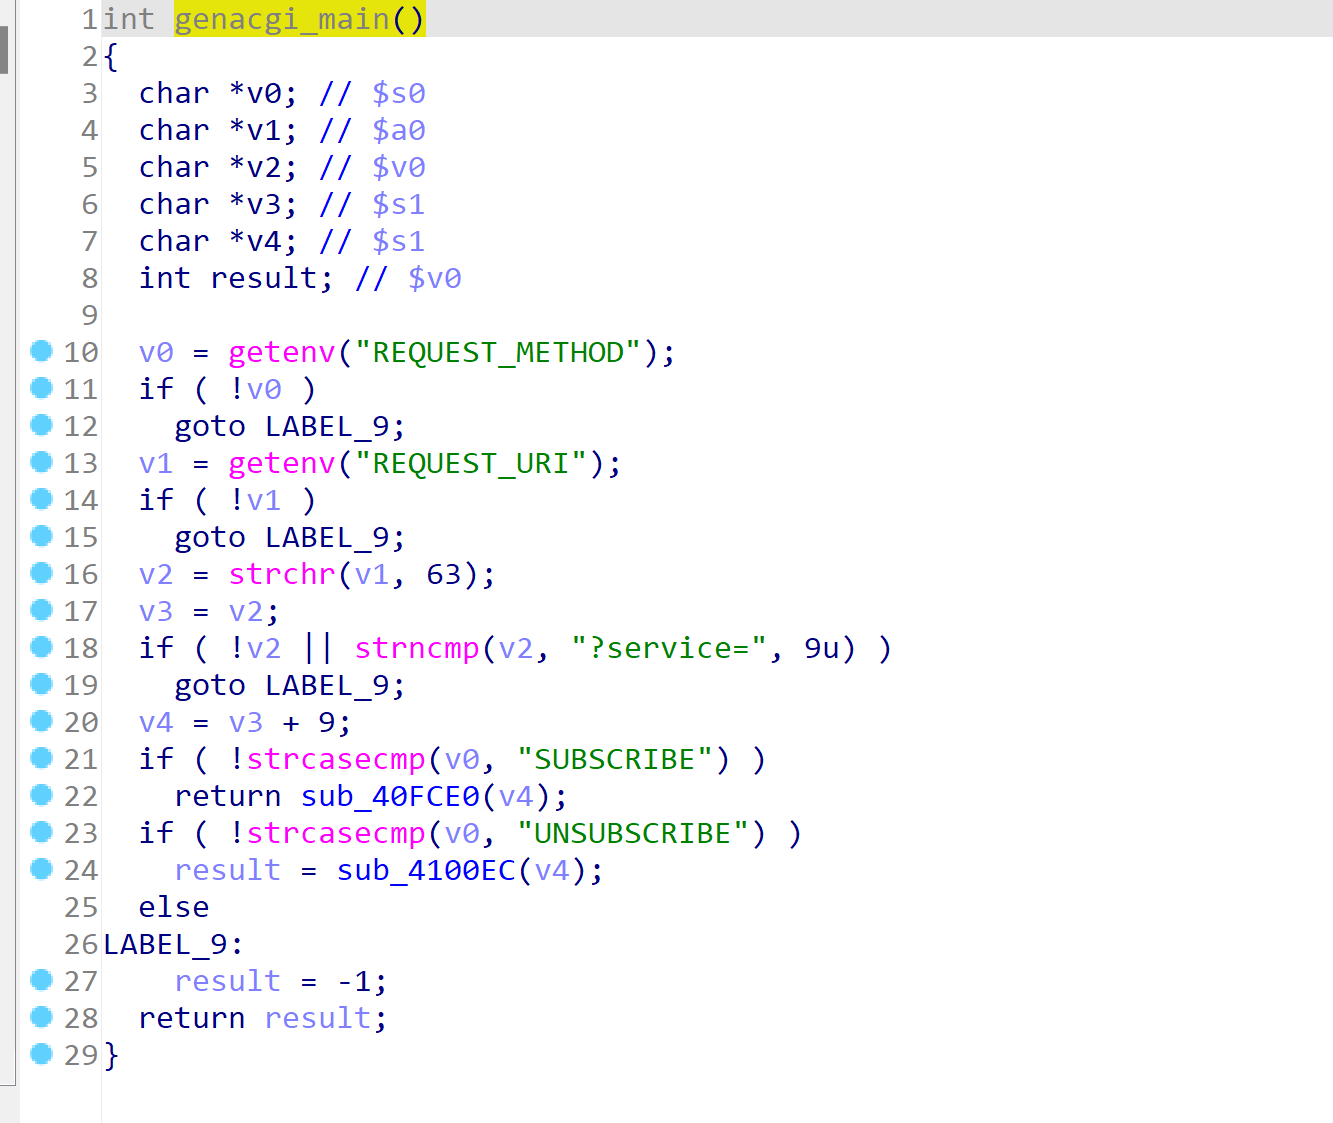 1 int genacgi_main()
2 {
3   char *v0; // $s0
4   char *v1; // $a0
5   char *v2; // $v0
6   char *v3; // $s1
7   char *v4; // $s1
8   int result; // $v0
9
10   v0 = getenv("REQUEST_METHOD");
11   if ( !v0 )
12     goto LABEL_9;
13   v1 = getenv("REQUEST_URI");
14   if ( !v1 )
15     goto LABEL_9;
16   v2 = strchr(v1, 63);
17   v3 = v2;
18   if ( !v2 || strncmp(v2, "?service=", 9u) )
19     goto LABEL_9;
20   v4 = v3 + 9;
21   if ( !strcasecmp(v0, "SUBSCRIBE") )
22     return sub_40FCE0(v4);
23   if ( !strcasecmp(v0, "UNSUBSCRIBE") )
24     result = sub_4100EC(v4);
25   else
26 LABEL_9:
27     result = -1;
28   return result;
29 }